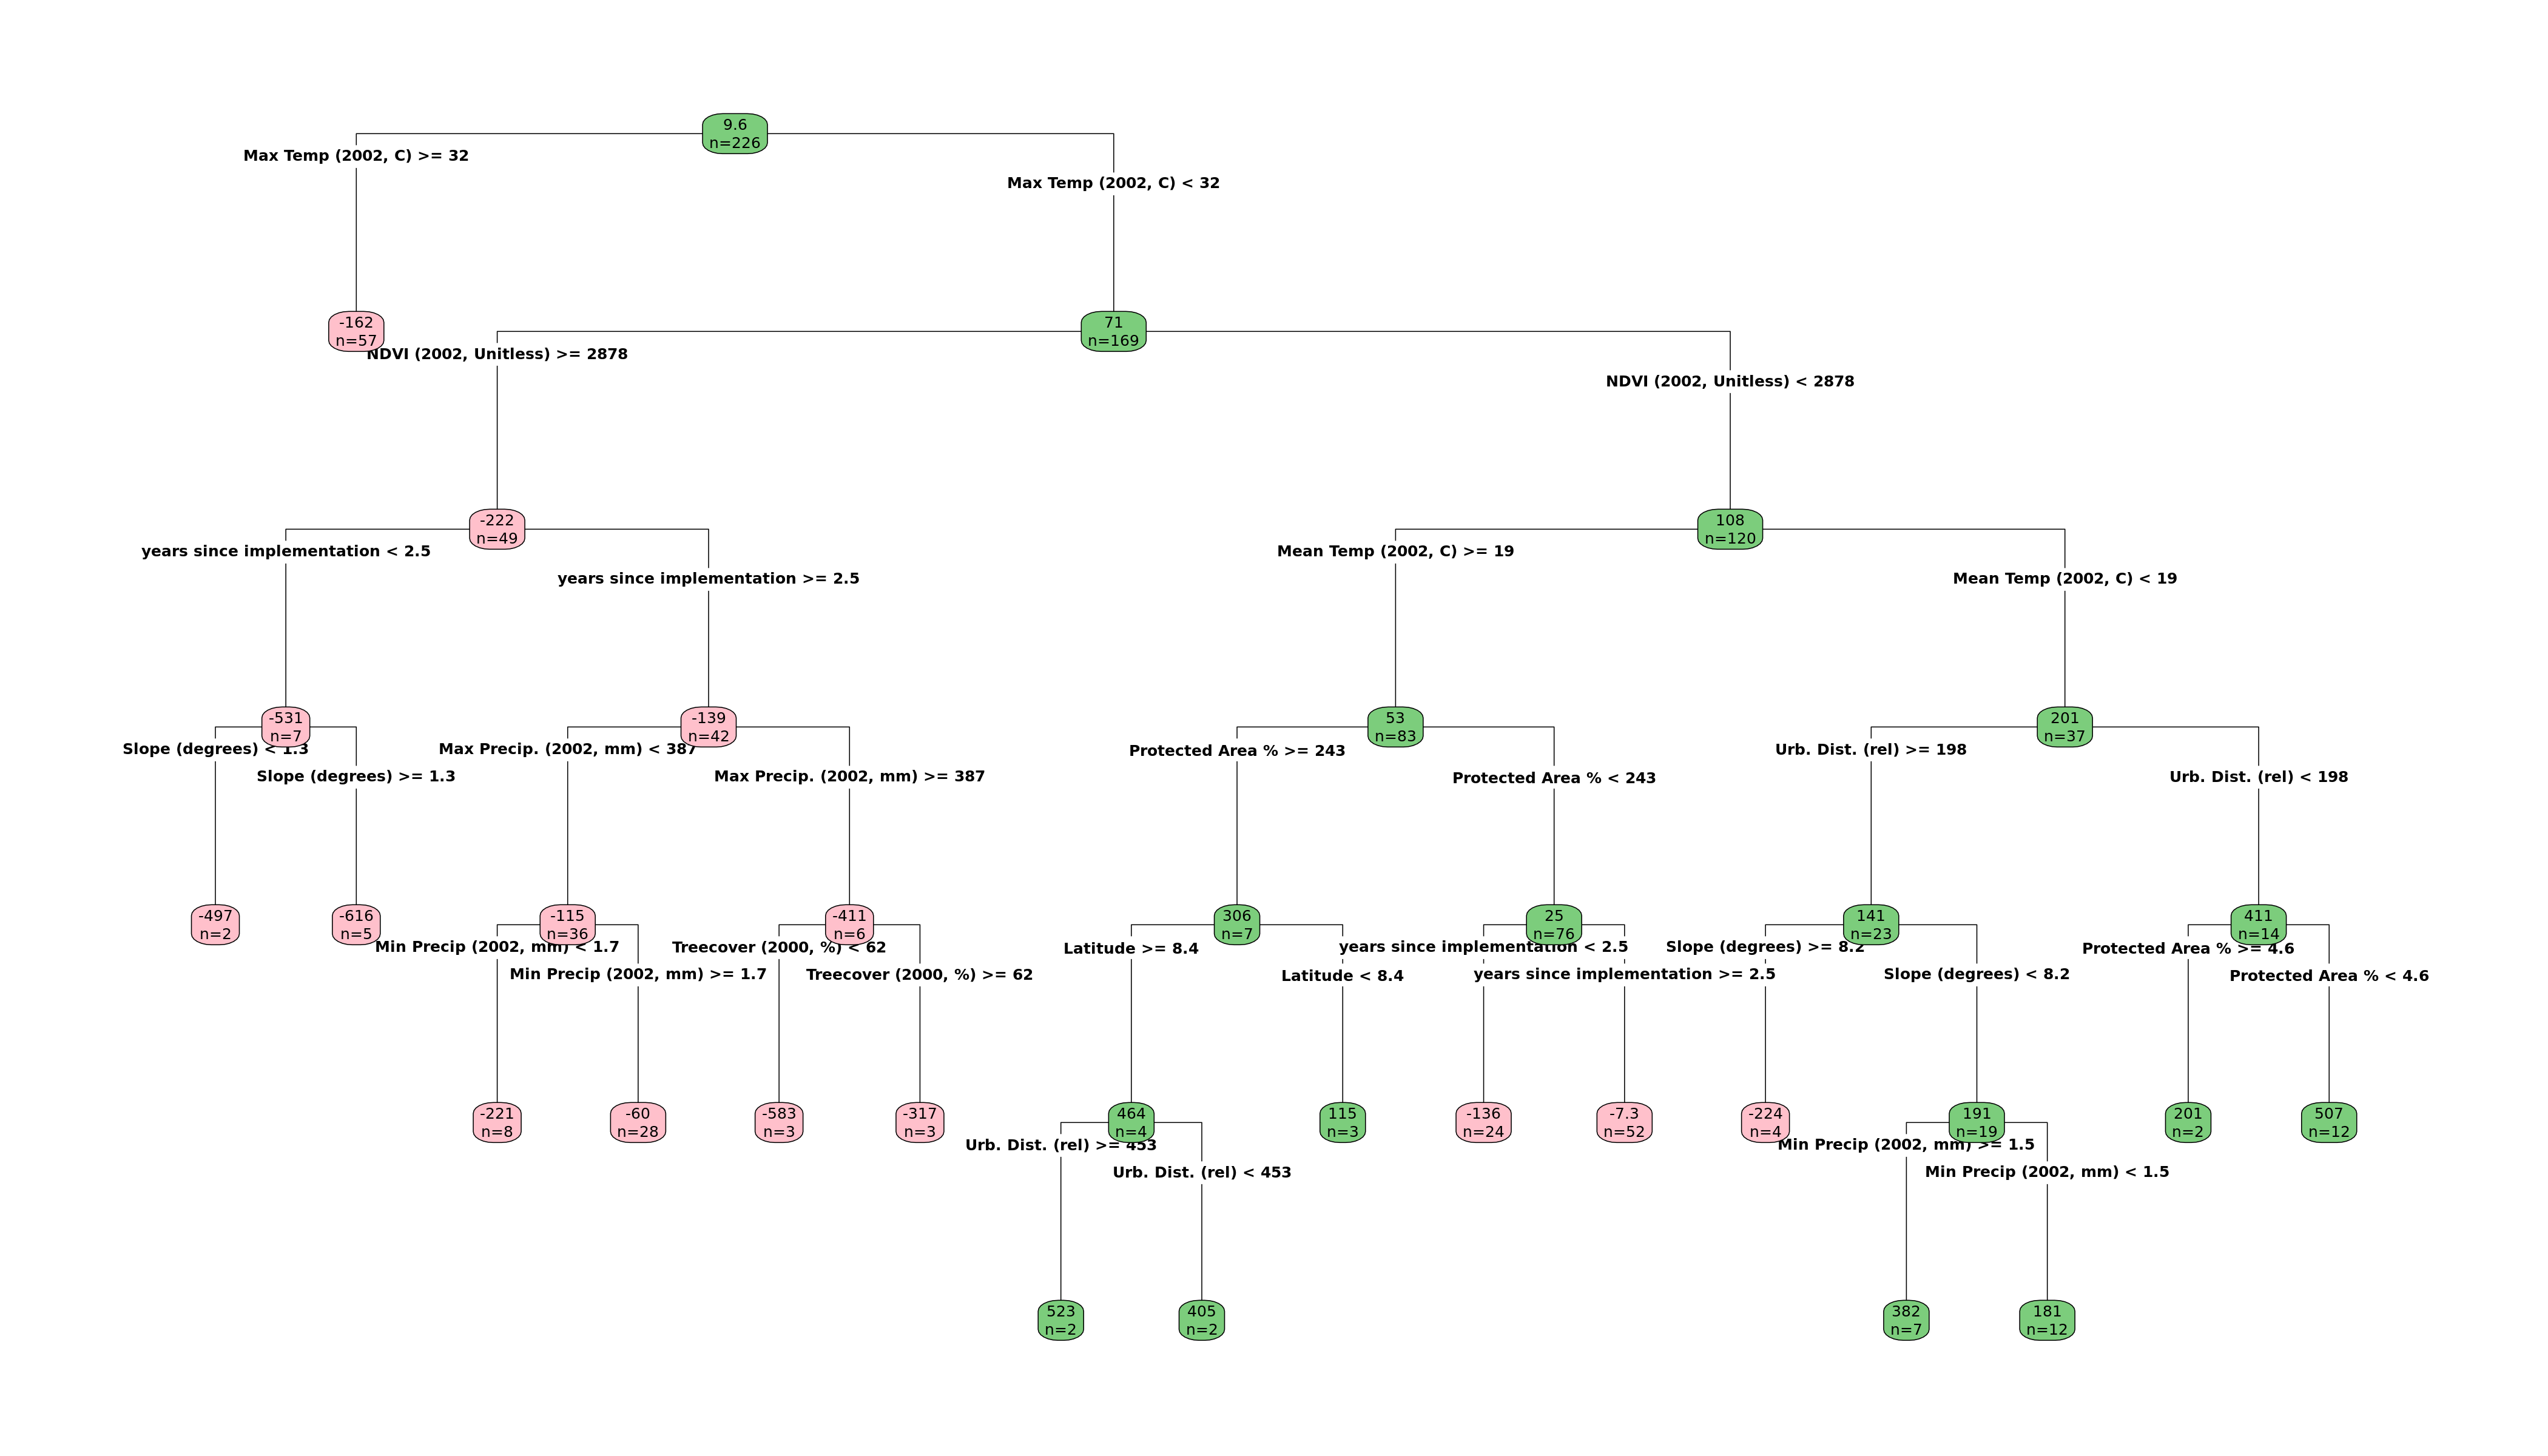 9.6
n=226
Max Temp (2002, C) >= 32
Max Temp (2002, C) < 32
-162
n=57
71
n=169
NDVI (2002, Unitless) >= 2878
NDVI (2002, Unitless) < 2878
-222
n=49
108
n=120
years since implementation < 2.5
years since implementation >= 2.5
Mean Temp (2002, C) >= 19
Mean Temp (2002, C) < 19
-531
n=7
-139
n=42
53
n=83
201
n=37
Slope (degrees) < 1.3
Slope (degrees) >= 1.3
Max Precip. (2002, mm) < 387
Max Precip. (2002, mm) >= 387
Protected Area % >= 243
Protected Area % < 243
Urb. Dist. (rel) >= 198
Urb. Dist. (rel) < 198
-497
n=2
-616
n=5
-115
n=36
-411
n=6
306
n=7
25
n=76
141
n=23
411
n=14
Min Precip (2002, mm) < 1.7
Min Precip (2002, mm) >= 1.7
Treecover (2000, %) < 62
Treecover (2000, %) >= 62
Latitude >= 8.4
Latitude < 8.4
years since implementation < 2.5
years since implementation >= 2.5
Slope (degrees) >= 8.2
Slope (degrees) < 8.2
Protected Area % >= 4.6
Protected Area % < 4.6
-221
n=8
-60
n=28
-583
n=3
-317
n=3
464
n=4
115
n=3
-136
n=24
-7.3
n=52
-224
n=4
191
n=19
201
n=2
507
n=12
Urb. Dist. (rel) >= 453
Urb. Dist. (rel) < 453
Min Precip (2002, mm) >= 1.5
Min Precip (2002, mm) < 1.5
523
n=2
405
n=2
382
n=7
181
n=12